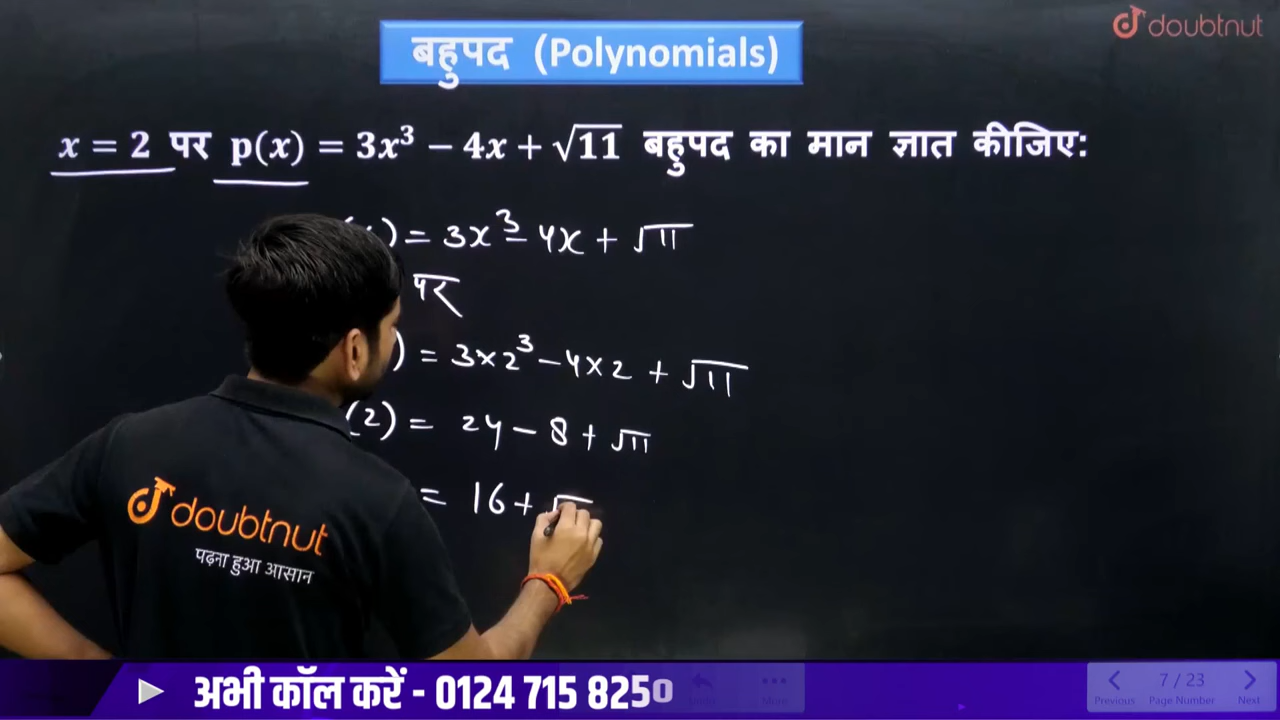 doubtnut
बहुपद (Polynomials)
x = 2 पर p(x) = 3x³ − 4x + √11 बहुपद का मान ज्ञात कीजिए:
) = 3x³ − 4x + √11
पर
) = 3×2³ − 4×2 + √11
(2) = 24 − 8 + √11
= 16 + √
doubtnut
पढ़ना हुआ आसान
अभी कॉल करें - 0124 715 8250
7 / 23
Previous Page Number Next